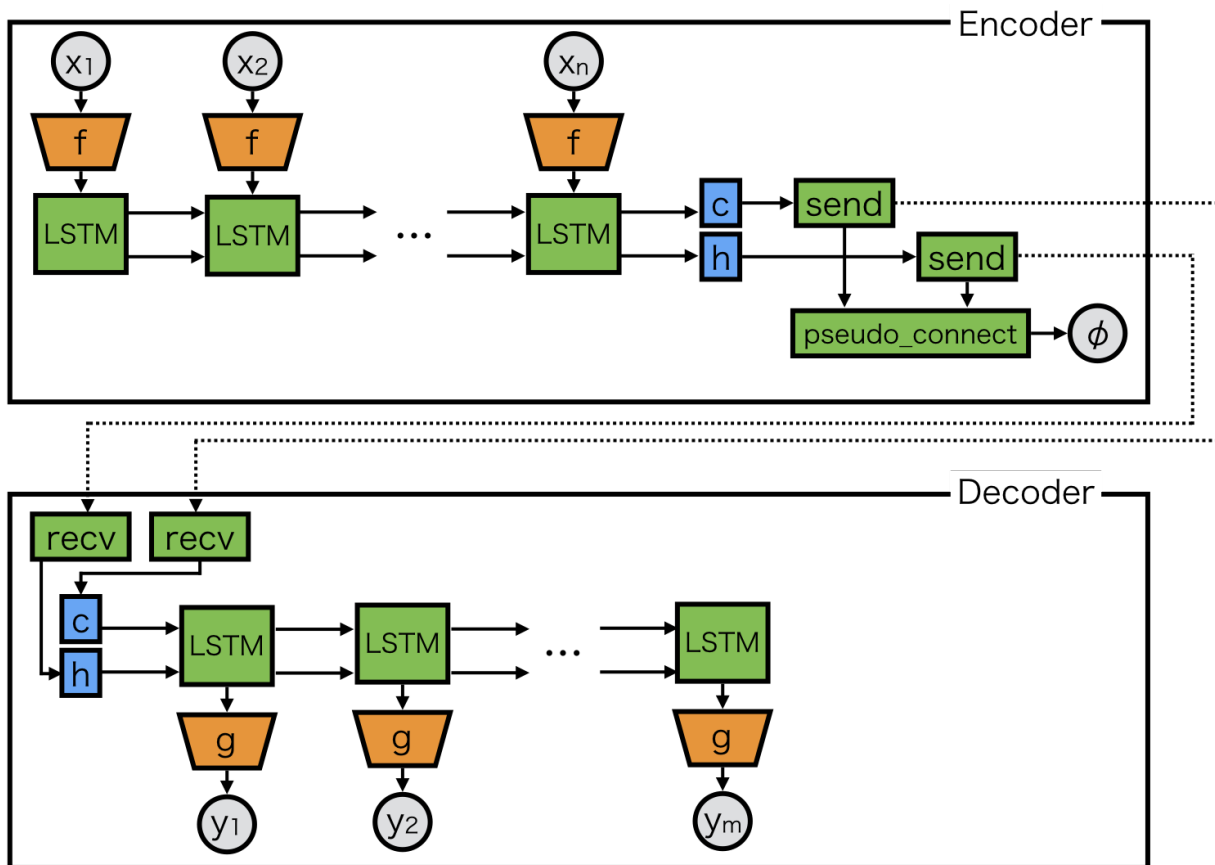 Encoder
x1
x2
xn
f
f
f
LSTM
LSTM
...
LSTM
c
send
h
send
pseudo_connect
φ
Decoder
recv
recv
c
h
LSTM
LSTM
...
LSTM
g
g
g
y1
y2
ym